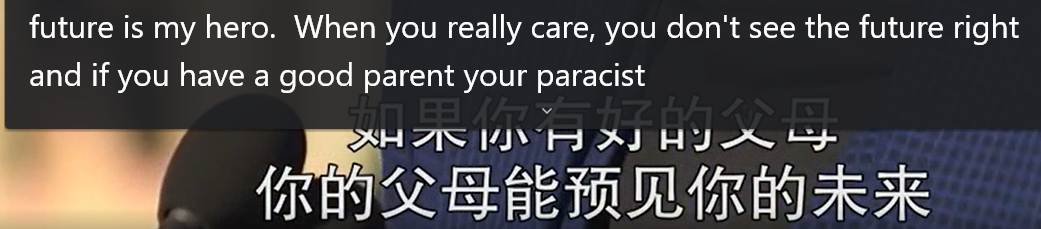 future is my hero.  When you really care, you don't see the future right
and if you have a good parent your paracist
如果你有好的父母
你的父母能预见你的未来